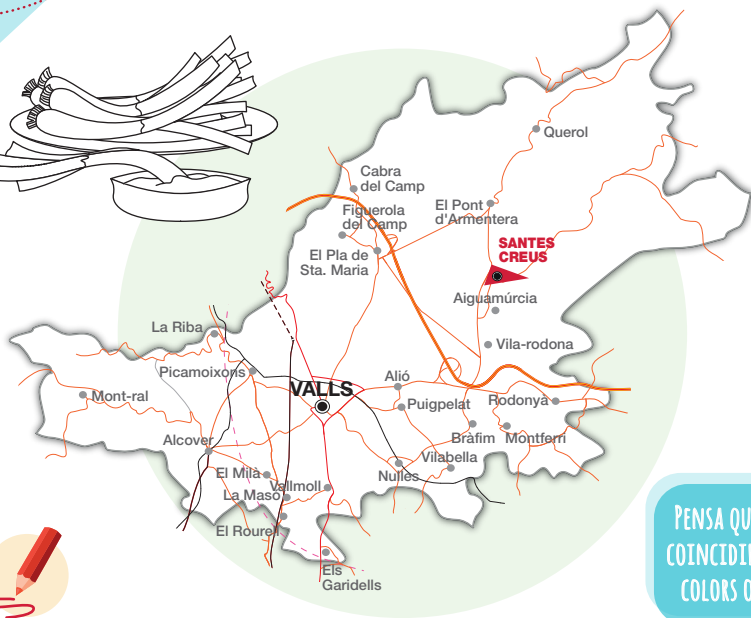 Querol
Cabra
del Camp
El Pont
d'Armentera
Figuerola
del Camp
SANTES
CREUS
El Pla de
Sta. Maria
Aiguamúrcia
La Riba
Vila-rodona
Picamoixons
Alió
VALLS
Mont-ral
Puigpelat
Rodonyà
Alcover
Bràfim
Montferri
Vilabella
El Milà
Nulles
Vallmoll
La Masó
El Rourell
Els
Garidells
PENSA QU
COINCIDI
COLORS O